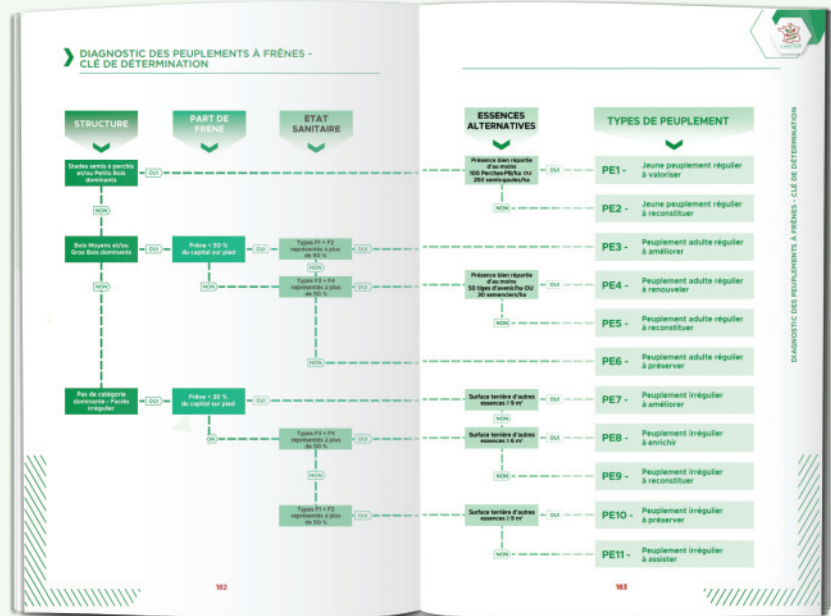 DIAGNOSTIC DES PEUPLEMENTS À FRÊNES -
CLÉ DE DÉTERMINATION
STRUCTURE
PART DE
FRÊNE
ÉTAT
SANITAIRE
Stades semis à perchis
et/ou Petits Bois
dominants
OUI
NON
Bois Moyens et/ou
Gros Bois dominants
OUI
Frêne > 50 %
du capital sur pied
OUI
Types F1 + F2
représentés à plus
de 50 %
OUI
NON
NON
NON
Types F3 + F4
représentés à plus
de 50 %
OUI
NON
Pas de catégorie
dominante - Faciès
irrégulier
OUI
du capital sur pied
OUI
ON
Types F3 + F4
représentés à plus
de 50 %
OUI
NON
Types F1 + F2
représentés à plus
de 50 %
OUI
182
ESSENCES
ALTERNATIVES
TYPES DE PEUPLEMENT
Présence bien répartie
d'au moins
100 Perches-PB/ha OU
250 semis-gaules/ha
OUI
PE1 - Jeune peuplement régulier
à valoriser
NON
PE2 - Jeune peuplement régulier
à reconstituer
PE3 - Peuplement adulte régulier
à améliorer
Présence bien répartie
d'au moins
50 tiges d'avenir/ha OU
30 semenciers/ha
OUI
PE4 - Peuplement adulte régulier
à renouveler
NON
PE5 - Peuplement adulte régulier
à reconstituer
PE6 - Peuplement adulte régulier
à préserver
Surface terrière d'autres
essences ≥ 9 m²
OUI
PE7 - Peuplement irrégulier
à améliorer
NON
Surface terrière d'autres
essences ≥ 6 m²
OUI
PE8 - Peuplement irrégulier
à enrichir
NON
PE9 - Peuplement irrégulier
à reconstituer
Surface terrière d'autres
essences ≥ 9 m²
OUI
PE10 - Peuplement irrégulier
à préserver
NON
PE11 - Peuplement irrégulier
à assister
183
DIAGNOSTIC DES PEUPLEMENTS À FRÊNES - CLÉ DE DÉTERMINATION